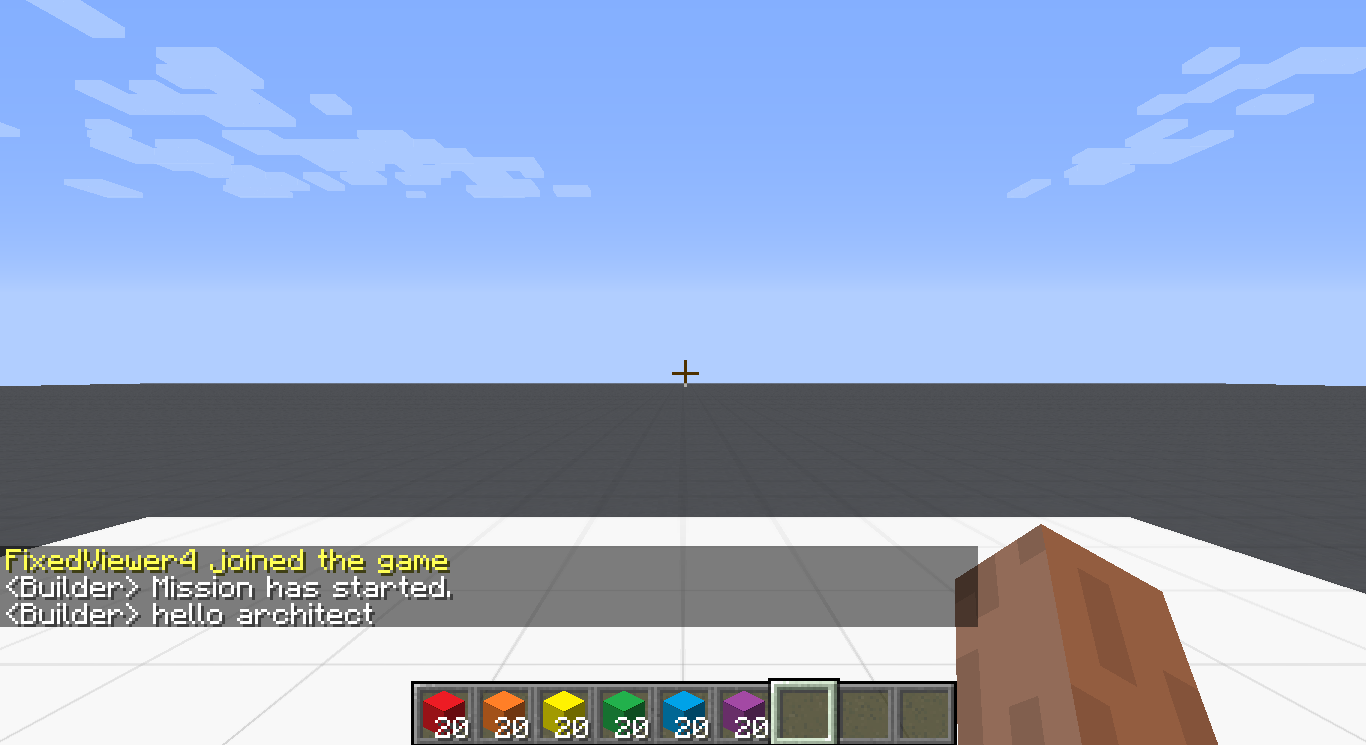 FixedViewer4 joined the game
<Builder> Mission has started.
<Builder> hello architect
20 20 20 20 20 20